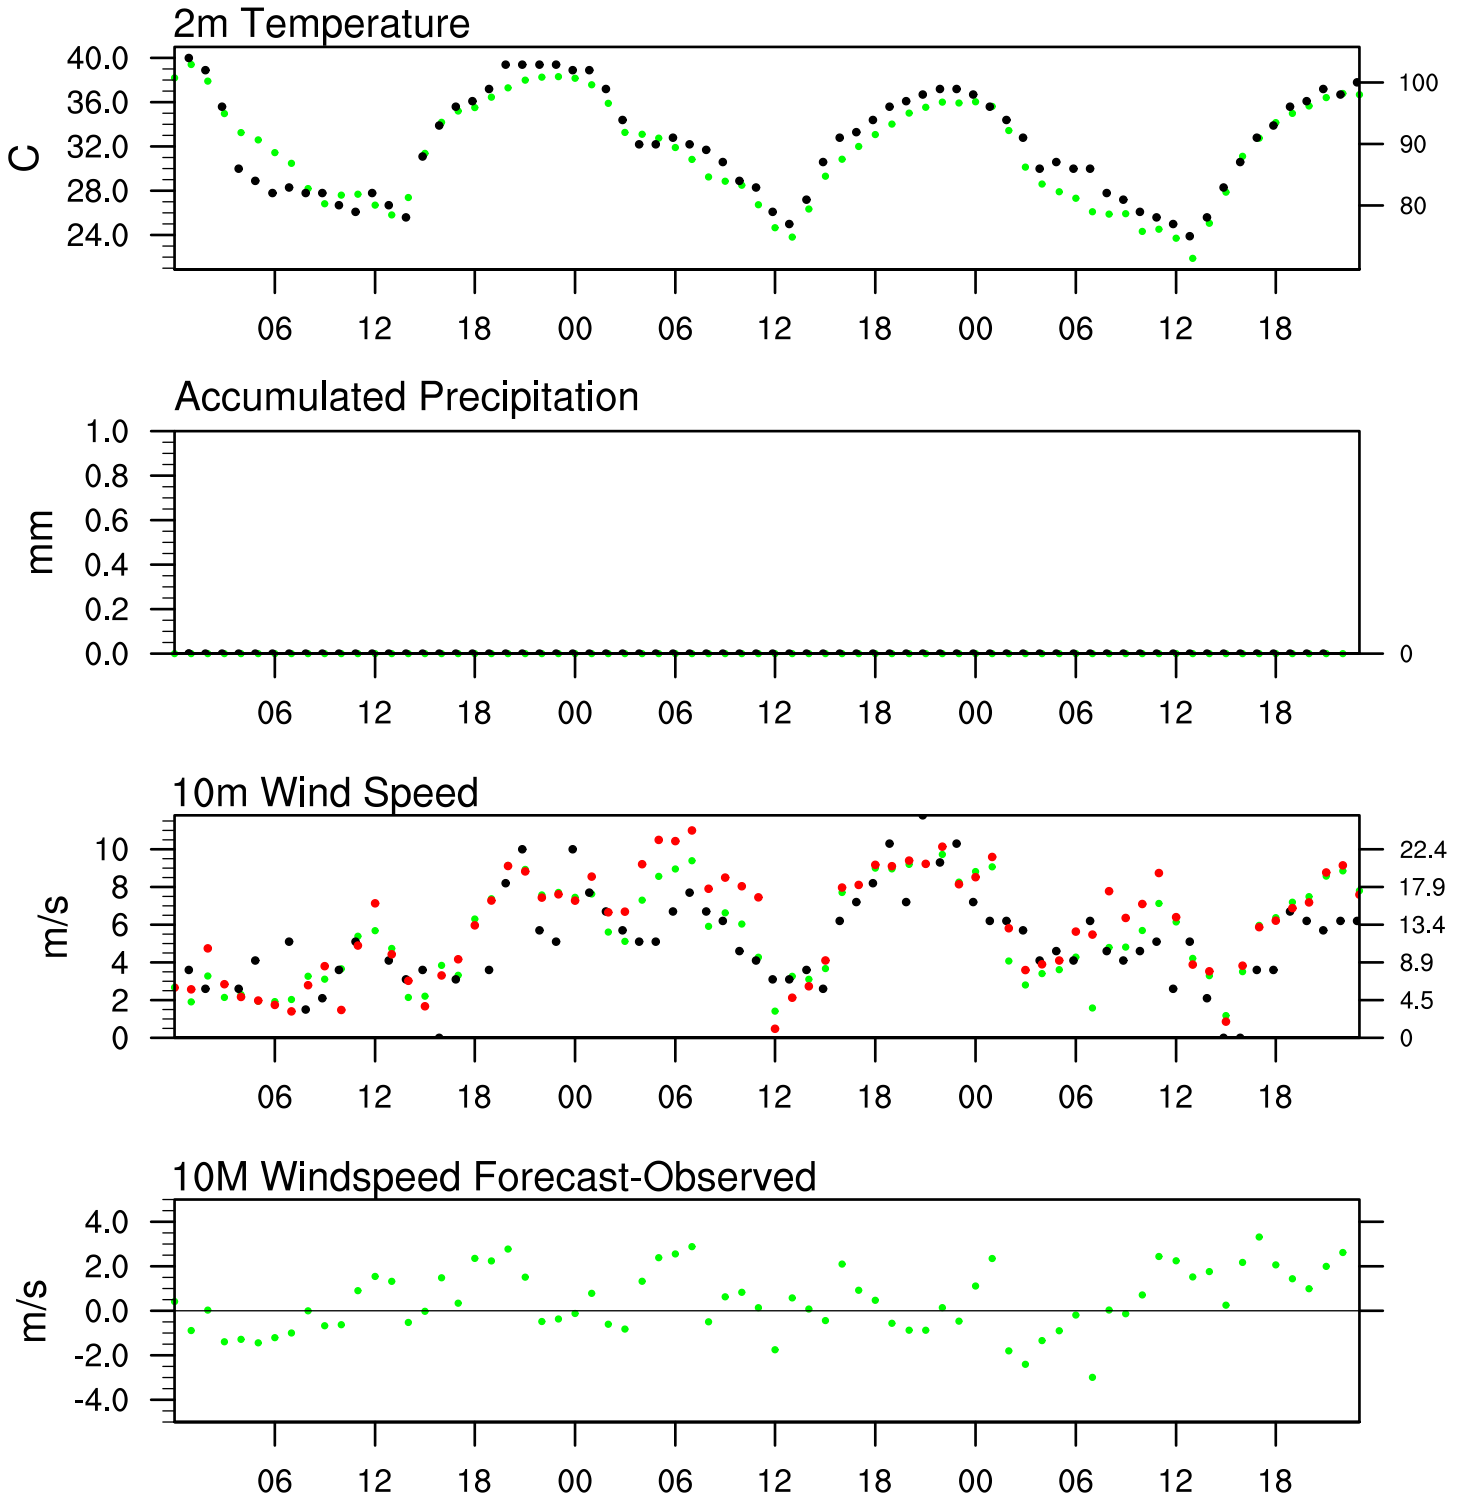 2m Temperature
40.0
36.0
32.0
28.0
24.0
C
100
90
80
06 12 18 00 06 12 18 00 06 12 18
Accumulated Precipitation
1.0
0.8
0.6
0.4
0.2
0.0
mm
0
06 12 18 00 06 12 18 00 06 12 18
10m Wind Speed
10
8
6
4
2
0
m/s
22.4
17.9
13.4
8.9
4.5
0
06 12 18 00 06 12 18 00 06 12 18
10M Windspeed Forecast-Observed
4.0
2.0
0.0
-2.0
-4.0
m/s
06 12 18 00 06 12 18 00 06 12 18